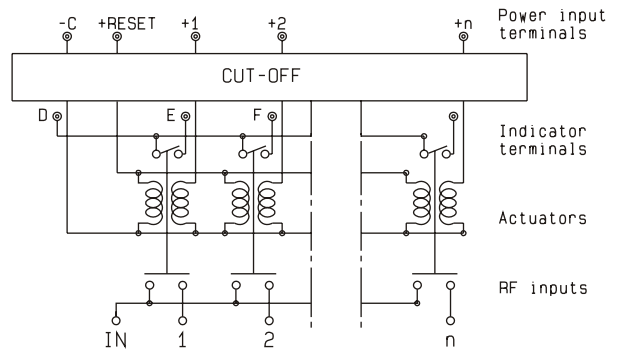 -C +RESET +1 +2 +n Power input
terminals
CUT-OFF
D E F
Indicator
terminals
Actuators
RF inputs
IN 1 2 n